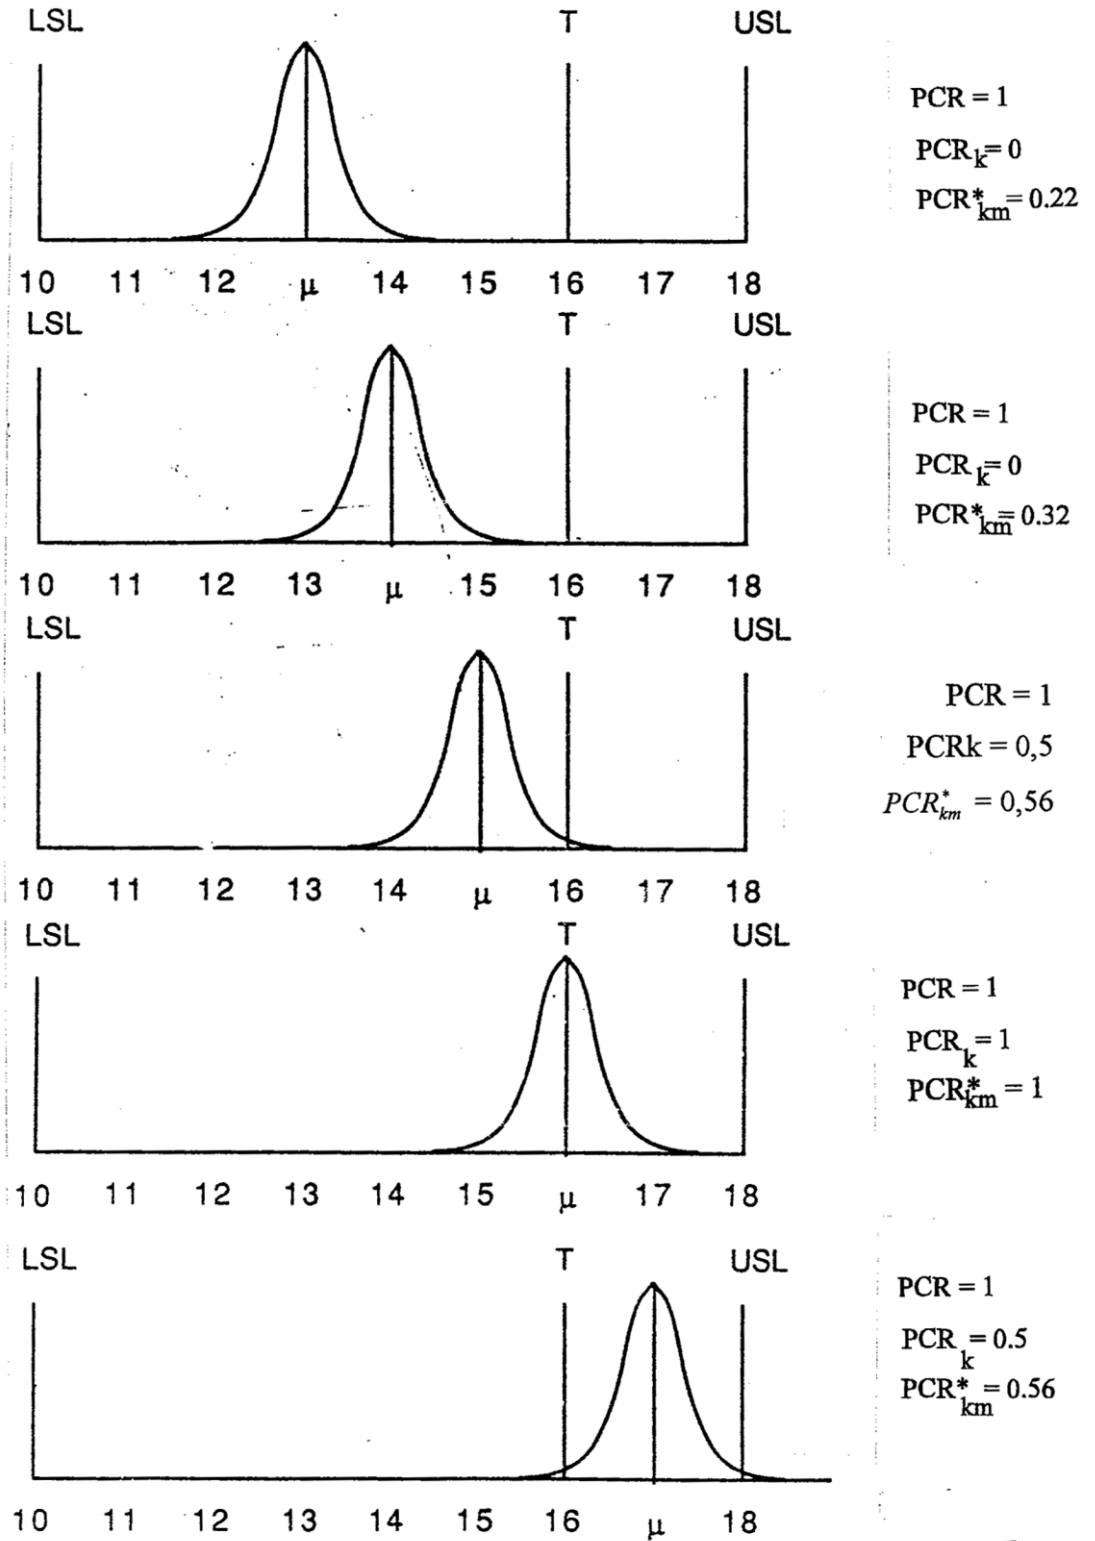 LSL T USL
PCR = 1
PCRk= 0
PCR*km= 0.22
10 11 12 μ 14 15 16 17 18
LSL T USL
PCR = 1
PCRk= 0
PCR*km= 0.32
10 11 12 13 μ 15 16 17 18
LSL T USL
PCR = 1
PCRk = 0,5
PCR*km = 0,56
10 11 12 13 14 μ 16 17 18
LSL T USL
PCR = 1
PCRk= 1
PCR*km = 1
10 11 12 13 14 15 μ 17 18
LSL T USL
PCR = 1
PCRk= 0.5
PCR*km= 0.56
10 11 12 13 14 15 16 μ 18